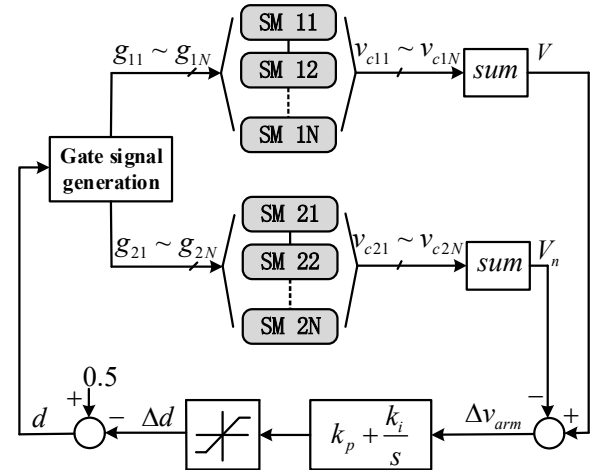 SM 11
g11 ~ g1N
SM 12
vc11 ~ vc1N
sum
V
SM 1N
Gate signal
generation
SM 21
g21 ~ g2N
SM 22
vc21 ~ vc2N
sum
Vn
SM 2N
0.5
+
d
−
Δd
kp + ki/s
Δvarm
−
+